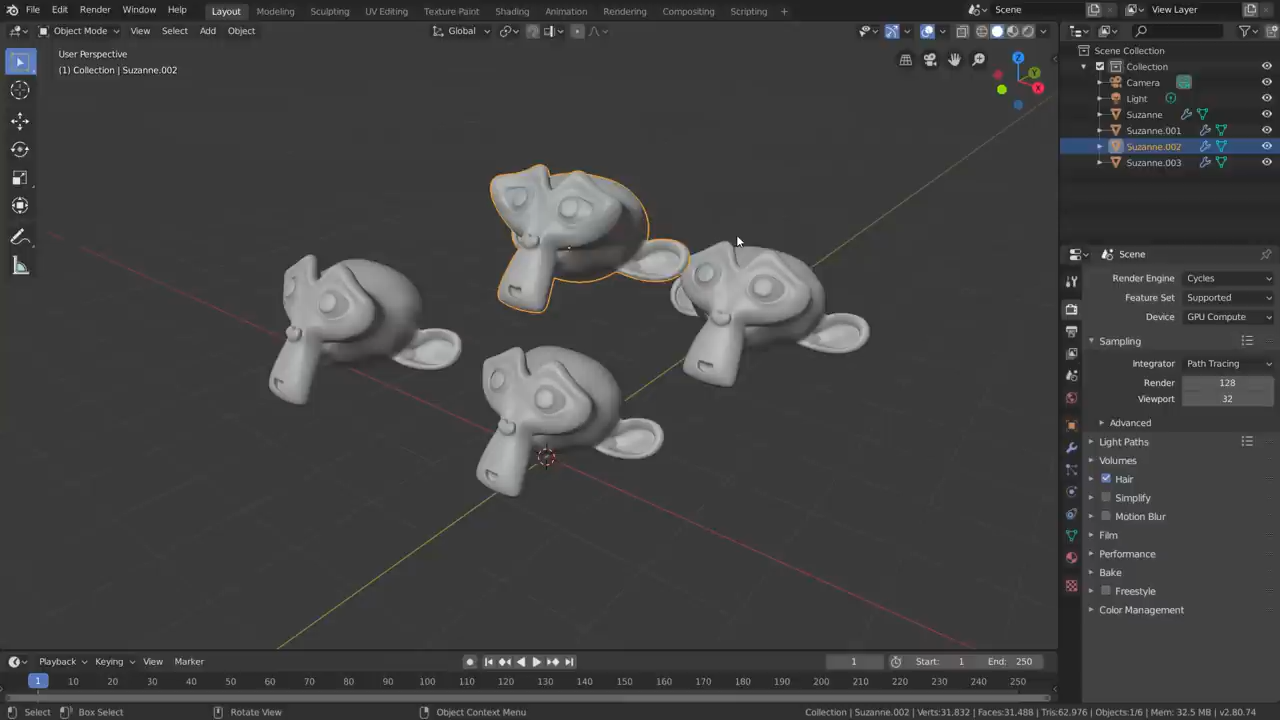 File Edit Render Window Help Layout Modeling Sculpting UV Editing Texture Paint Shading Animation Rendering Compositing Scripting + Scene View Layer
Object Mode View Select Add Object Global
User Perspective
(1) Collection | Suzanne.002
Z
Y
X
Scene Collection
Collection
Camera
Light
Suzanne
Suzanne.001
Suzanne.002
Suzanne.003
Scene
Render Engine Cycles
Feature Set Supported
Device GPU Compute
Sampling
Integrator Path Tracing
Render 128
Viewport 32
Advanced
Light Paths
Volumes
Hair
Simplify
Motion Blur
Film
Performance
Bake
Freestyle
Color Management
Playback Keying View Marker 1 Start: 1 End: 250
1 10 20 30 40 50 60 70 80 90 100 110 120 130 140 150 160 170 180 190 200 210 220 230 240 250
Select Box Select Rotate View Object Context Menu Collection | Suzanne.002 | Verts:31,832 | Faces:31,488 | Tris:62,976 | Objects:1/6 | Mem: 32.5 MB | v2.80.74